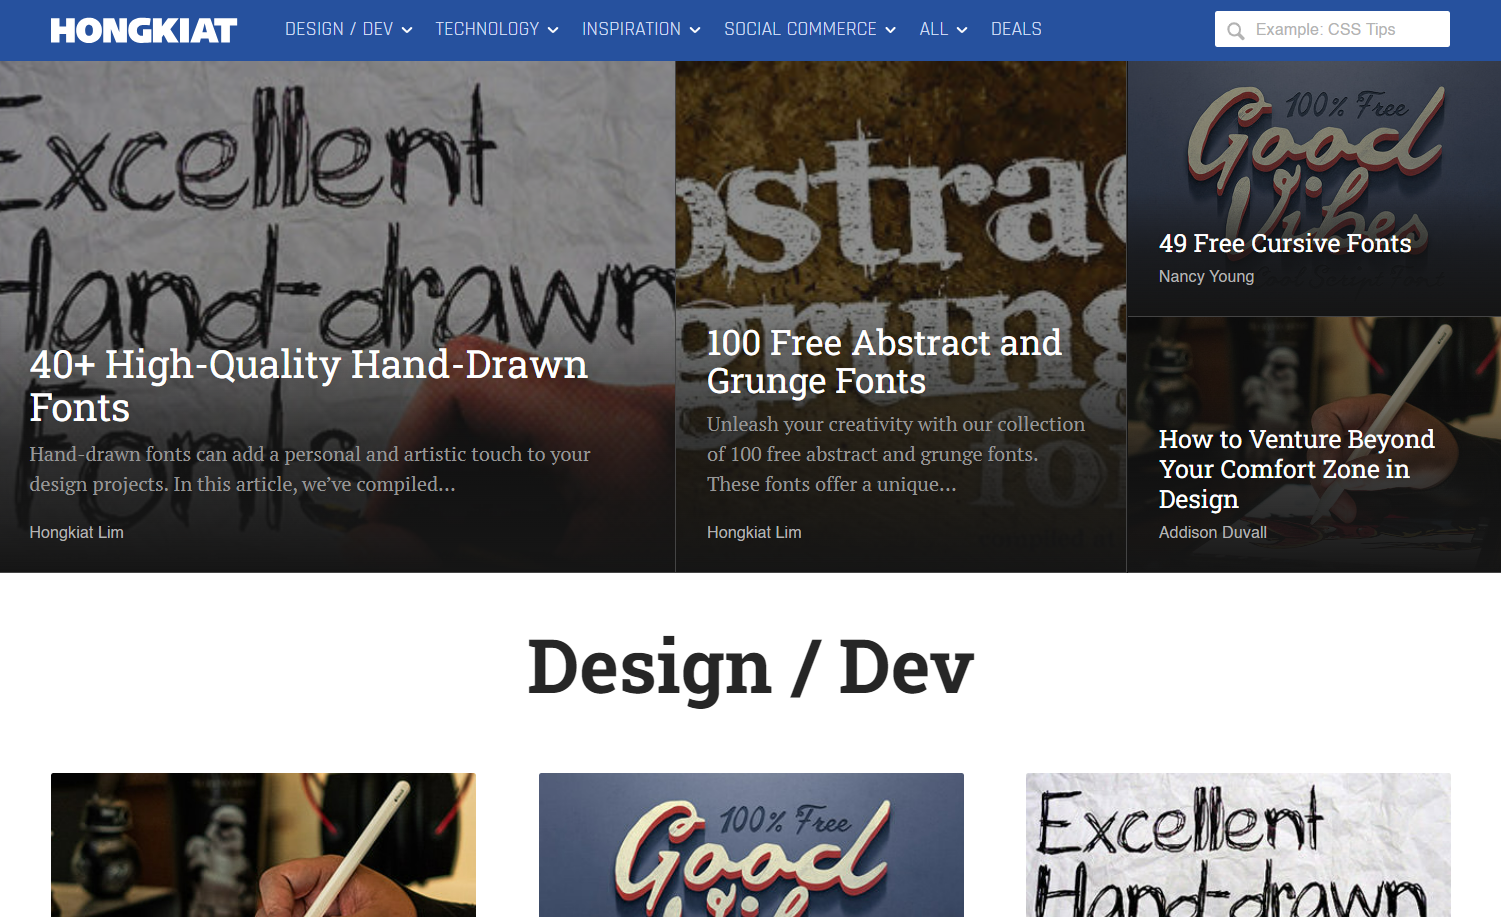 HONGKIAT
DESIGN / DEV
TECHNOLOGY
INSPIRATION
SOCIAL COMMERCE
ALL
DEALS
Example: CSS Tips
Excellent
Hand-drawn
Fonts
40+ High-Quality Hand-Drawn
Fonts
Hand-drawn fonts can add a personal and artistic touch to your
design projects. In this article, we've compiled...
Hongkiat Lim
100 Free Abstract and
Grunge Fonts
Unleash your creativity with our collection
of 100 free abstract and grunge fonts.
These fonts offer a unique...
Hongkiat Lim
100% Free
Good
Vibes
49 Free Cursive Fonts
Nancy Young
How to Venture Beyond
Your Comfort Zone in
Design
Addison Duvall
Design / Dev
100% Free
Good
Excellent
Hand-drawn